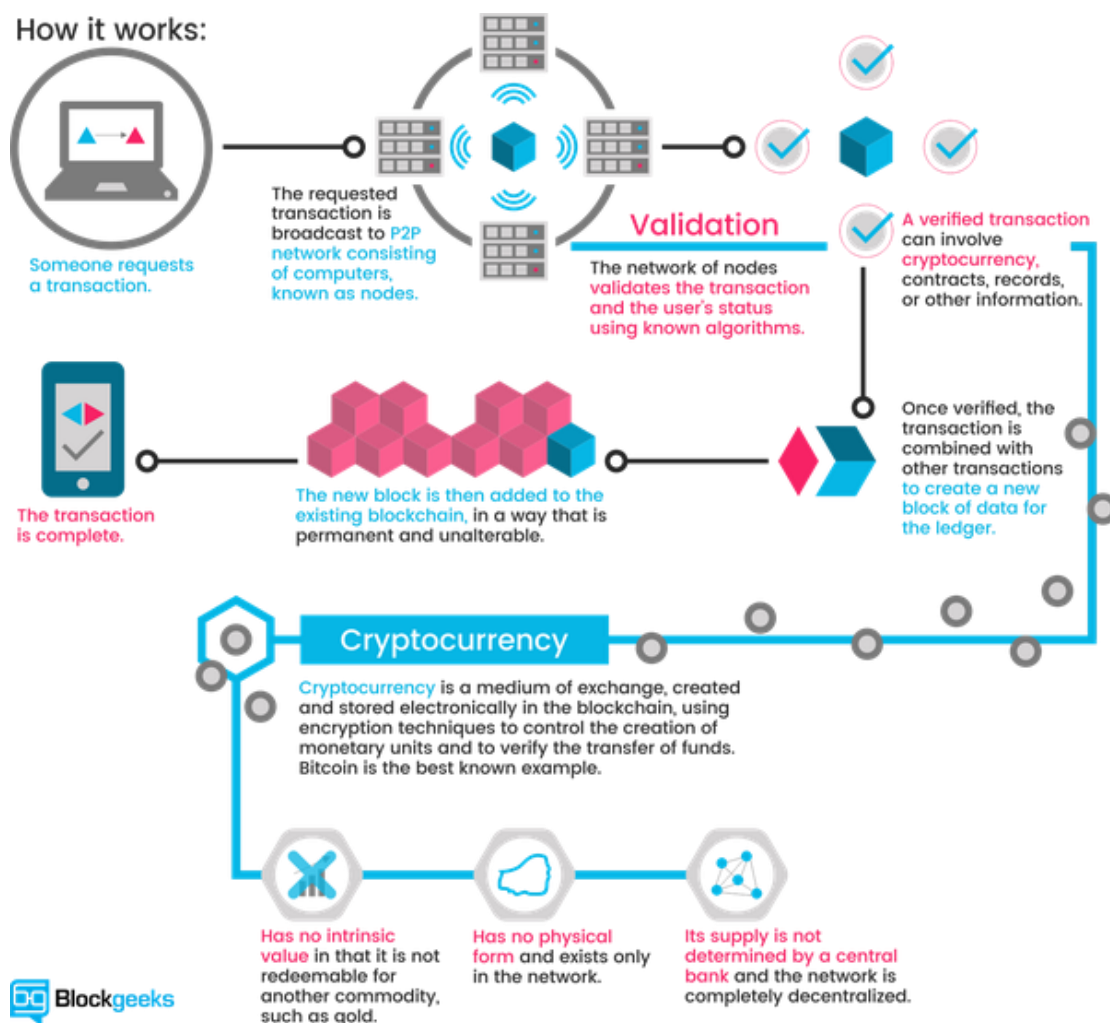 How it works:
Someone requests
a transaction.
The requested
transaction is
broadcast to P2P
network consisting
of computers,
known as nodes.
Validation
The network of nodes
validates the transaction
and the user's status
using known algorithms.
A verified transaction
can involve
cryptocurrency,
contracts, records,
or other information.
Once verified, the
transaction is
combined with
other transactions
to create a new
block of data for
the ledger.
The new block is then added to the
existing blockchain, in a way that is
permanent and unalterable.
The transaction
is complete.
Cryptocurrency
Cryptocurrency is a medium of exchange, created
and stored electronically in the blockchain, using
encryption techniques to control the creation of
monetary units and to verify the transfer of funds.
Bitcoin is the best known example.
Has no intrinsic
value in that it is not
redeemable for
another commodity,
such as gold.
Has no physical
form and exists only
in the network.
Its supply is not
determined by a central
bank and the network is
completely decentralized.
Blockgeeks